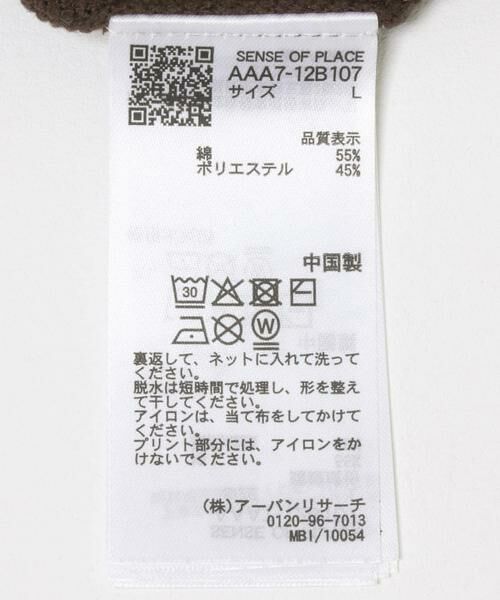 SENSE OF PLACE
AAA7-12B107
サイズ L
品質表示
綿 55%
ポリエステル 45%
中国製
30
W
裏返して、ネットに入れて洗って
ください。
脱水は短時間で処理し、形を整え
て干してください。
アイロンは、当て布をしてかけて
ください。
プリント部分には、アイロンをか
けないでください。
(株)アーバンリサーチ
0120-96-7013
MBI/10054